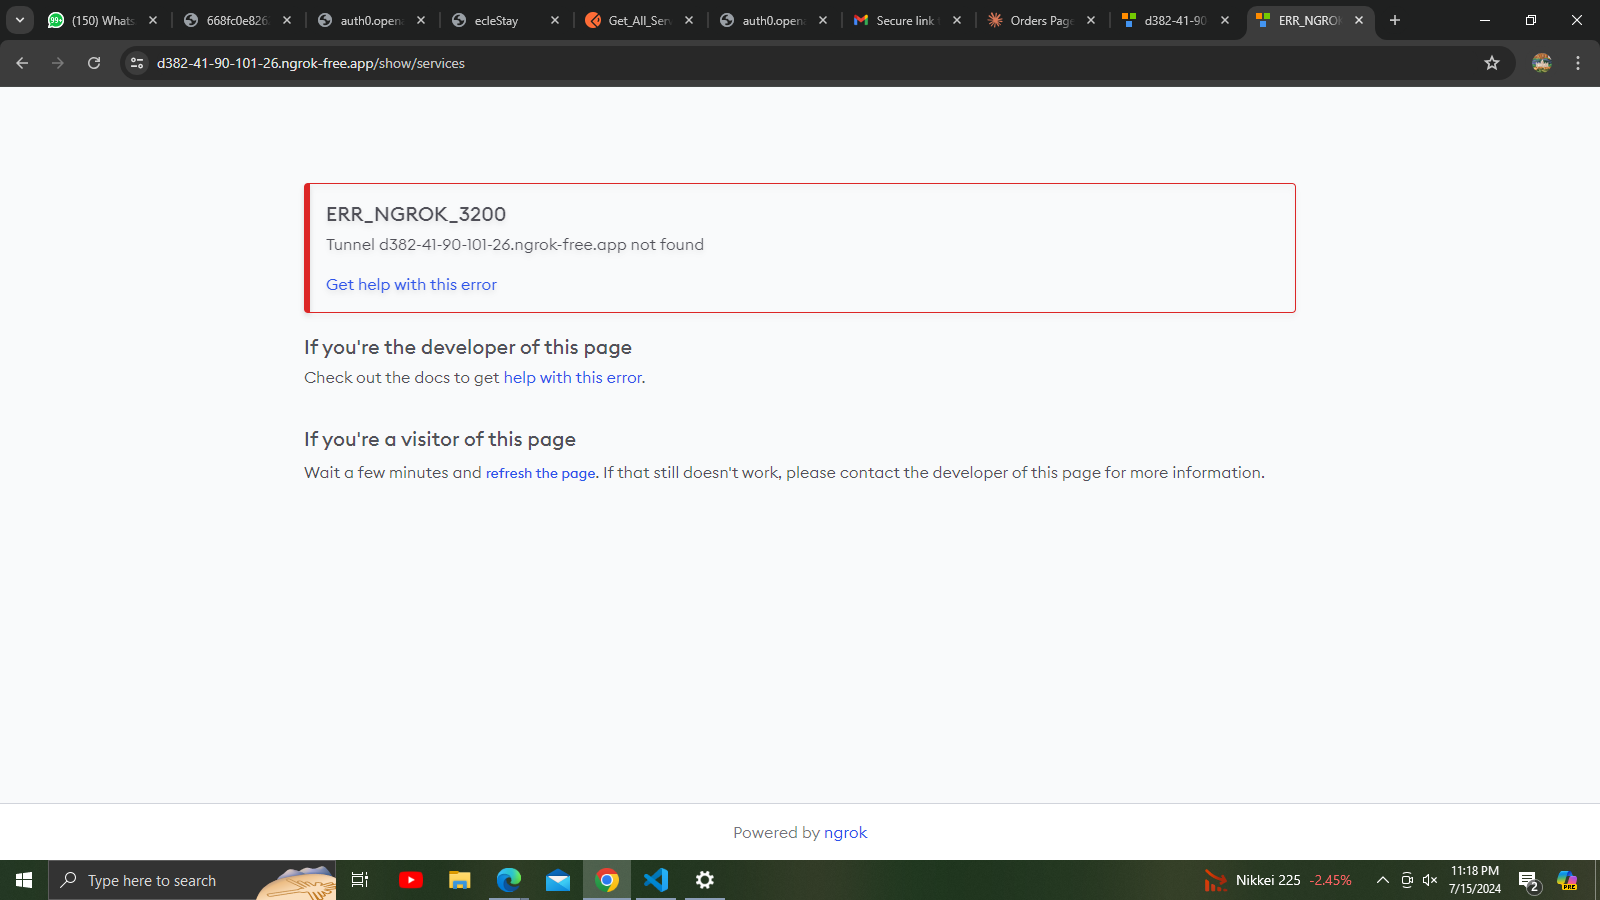 (150) Whats
668fc0e826
auth0.open
ecleStay
Get_All_Serv
auth0.open
Secure link
Orders Page
d382-41-90
ERR_NGROK
d382-41-90-101-26.ngrok-free.app/show/services
ERR_NGROK_3200
Tunnel d382-41-90-101-26.ngrok-free.app not found
Get help with this error
If you're the developer of this page
Check out the docs to get help with this error.
If you're a visitor of this page
Wait a few minutes and refresh the page. If that still doesn't work, please contact the developer of this page for more information.
Powered by ngrok
Type here to search
Nikkei 225 -2.45%
11:18 PM
7/15/2024
2